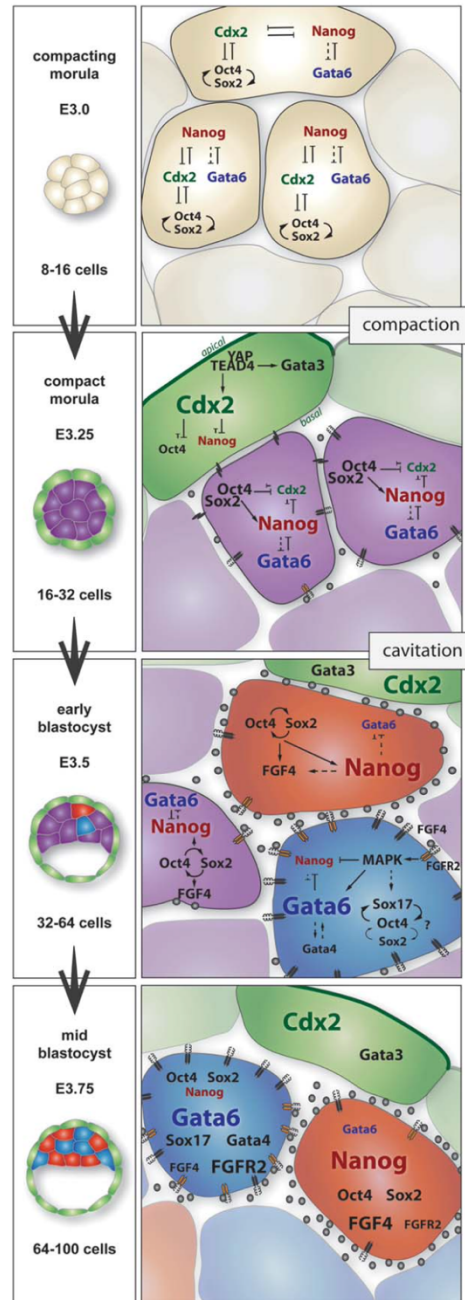 compacting
morula
E3.0
8-16 cells
Cdx2
Nanog
Oct4
Sox2
Gata6
Nanog
Cdx2
Gata6
Oct4
Sox2
Nanog
Cdx2
Gata6
Oct4
Sox2
compaction
compact
morula
E3.25
16-32 cells
apical
YAP
TEAD4
Gata3
Cdx2
basal
Oct4
Nanog
Oct4
Cdx2
Sox2
Nanog
Gata6
Oct4
Cdx2
Sox2
Nanog
Gata6
cavitation
early
blastocyst
E3.5
32-64 cells
Gata3
Cdx2
Oct4
Sox2
Gata6
FGF4
Nanog
Gata6
Nanog
Oct4
Sox2
FGF4
FGF4
FGFR2
Nanog
MAPK
Gata6
Sox17
Oct4
?
Sox2
Gata4
mid
blastocyst
E3.75
64-100 cells
Cdx2
Gata3
Oct4 Sox2
Nanog
Gata6
Sox17 Gata4
FGF4 FGFR2
Gata6
Nanog
Oct4 Sox2
FGF4 FGFR2